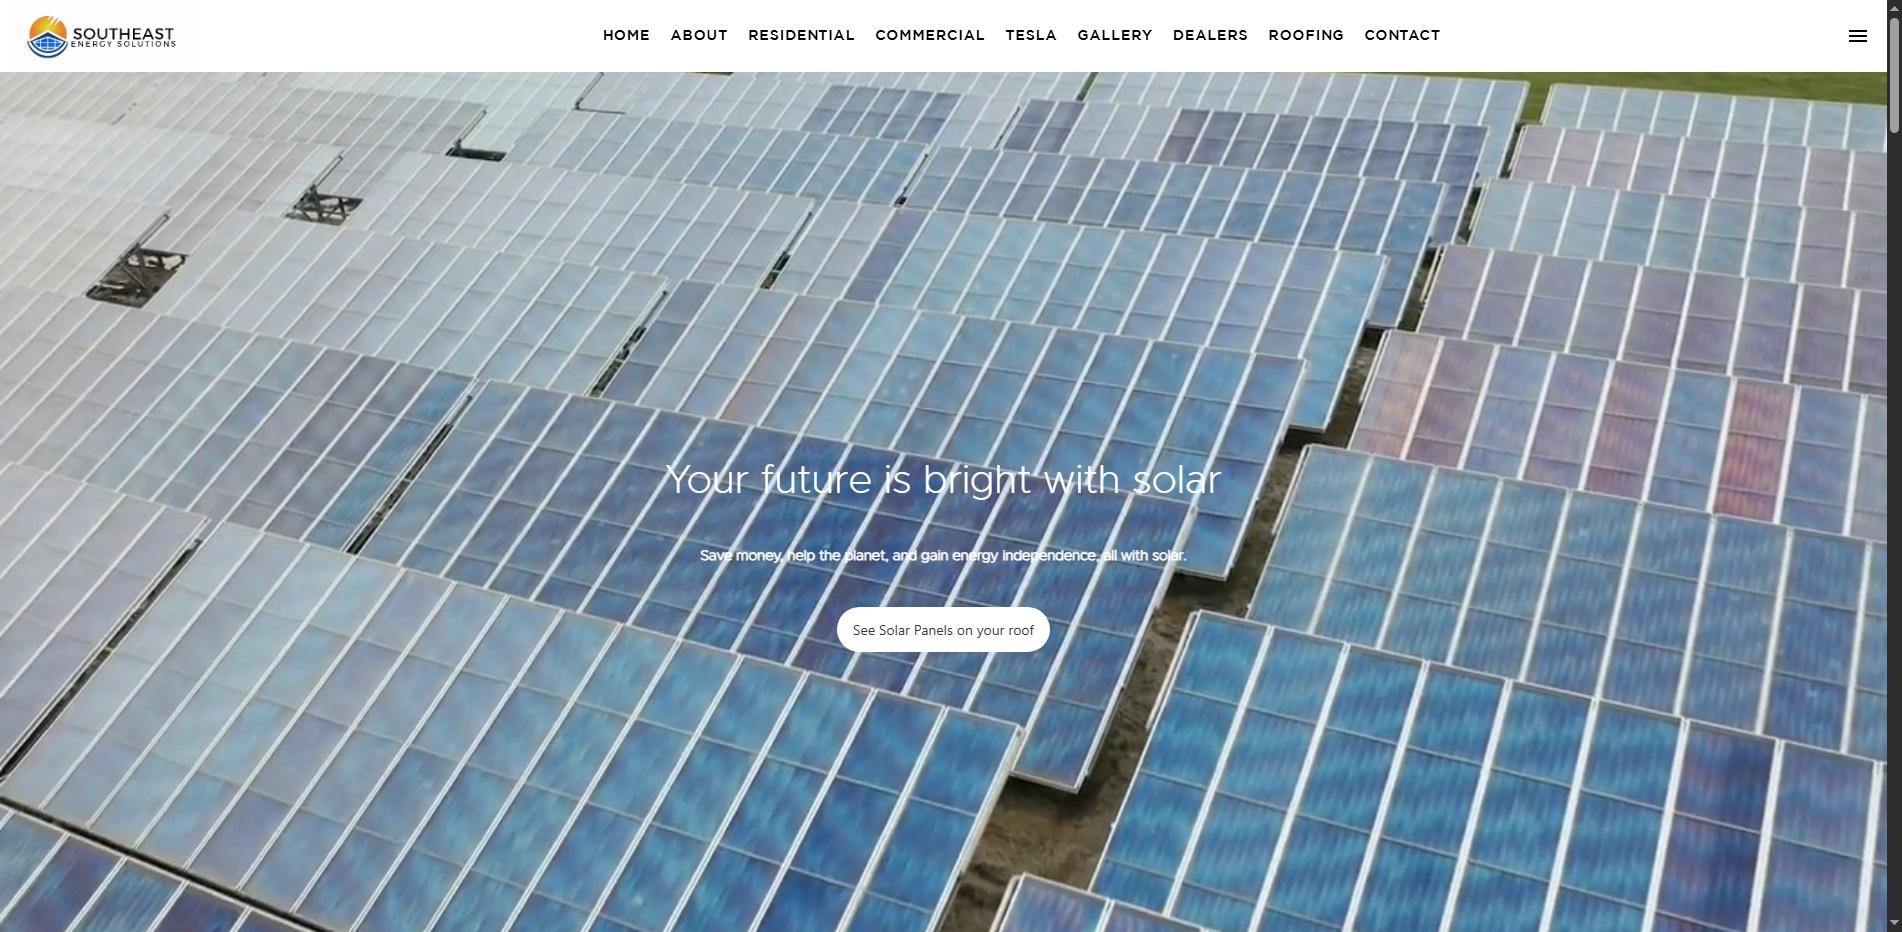 SOUTHEAST
ENERGY SOLUTIONS
HOME ABOUT RESIDENTIAL COMMERCIAL TESLA GALLERY DEALERS ROOFING CONTACT
Your future is bright with solar
Save money, help the planet, and gain energy independence, all with solar.
See Solar Panels on your roof